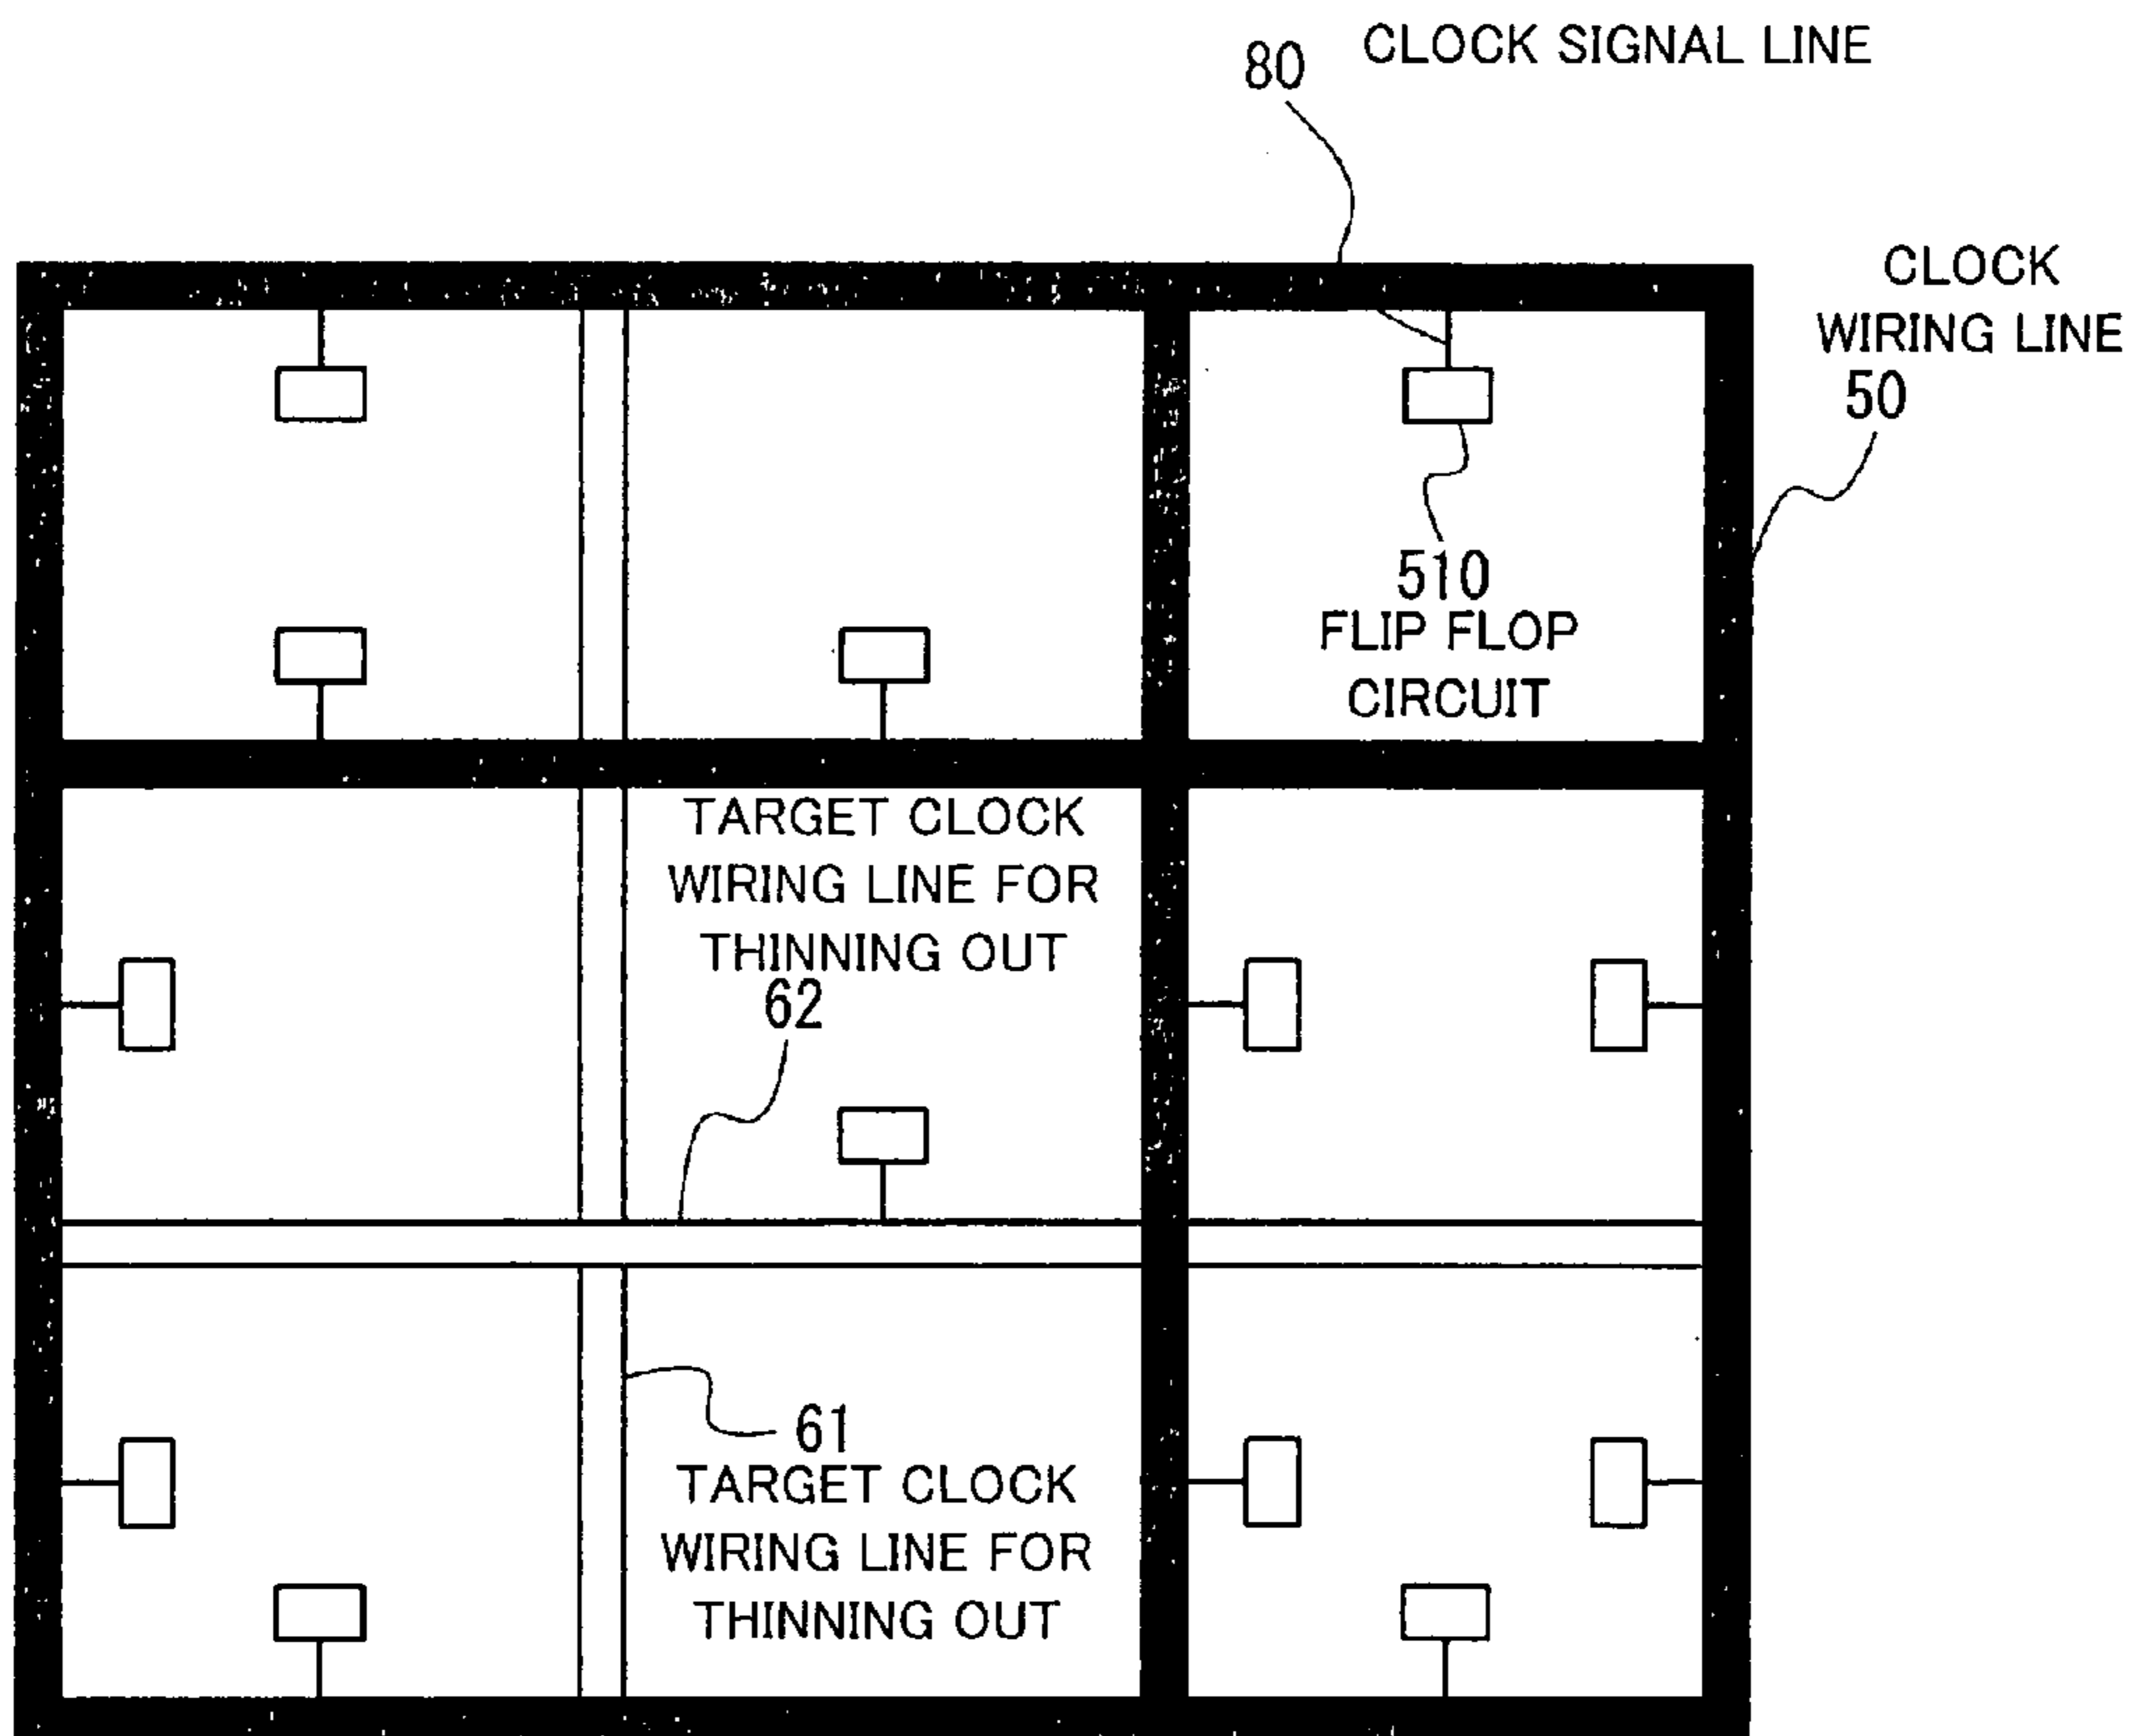 80
CLOCK SIGNAL LINE
CLOCK
WIRING LINE
50
510
FLIP FLOP
CIRCUIT
TARGET CLOCK
WIRING LINE FOR
THINNING OUT
62
61
TARGET CLOCK
WIRING LINE FOR
THINNING OUT